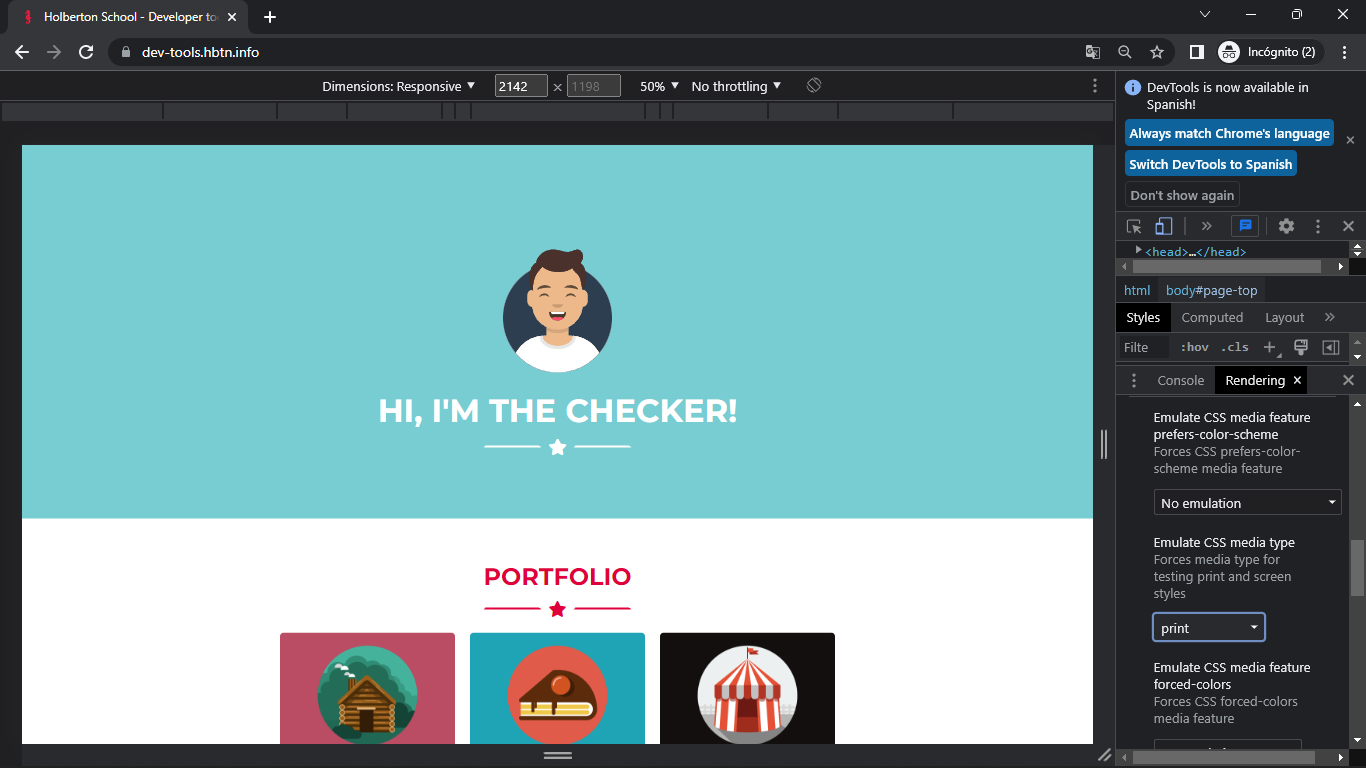 Holberton School - Developer to
dev-tools.hbtn.info
Incógnito (2)
Dimensions: Responsive
2142
×
1198
50%
No throttling
HI, I'M THE CHECKER!
PORTFOLIO
DevTools is now available in
Spanish!
Always match Chrome's language
Switch DevTools to Spanish
Don't show again
<head>…</head>
html
body#page-top
Styles
Computed
Layout
Filte
:hov
.cls
Console
Rendering
Emulate CSS media feature
prefers-color-scheme
Forces CSS prefers-color-
scheme media feature
No emulation
Emulate CSS media type
Forces media type for
testing print and screen
styles
print
Emulate CSS media feature
forced-colors
Forces CSS forced-colors
media feature